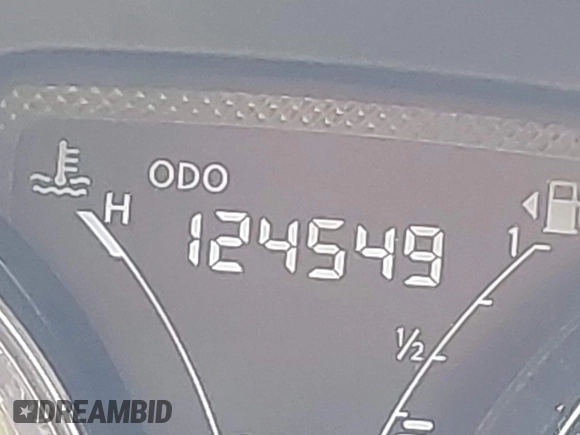 ODO
H
124549
1
1/2
DREAMBID